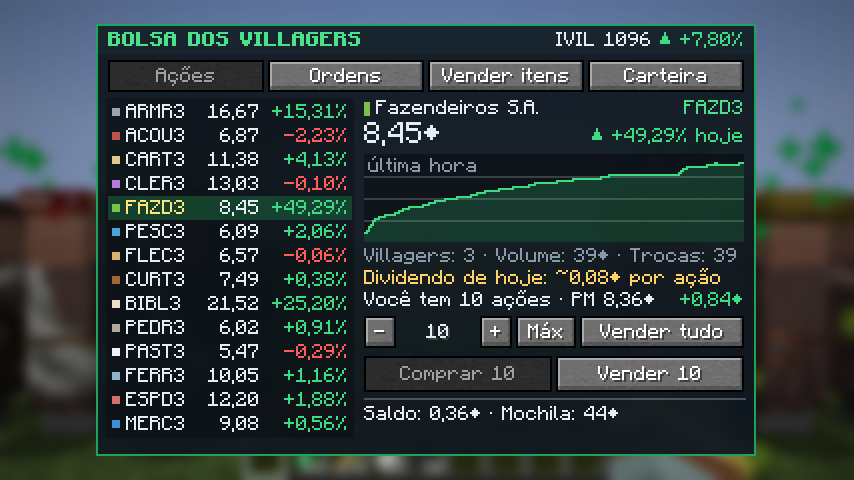 BOLSA DOS VILLAGERS
IVIL 1096 ▲ +7,80%
Ações
Ordens
Vender itens
Carteira
ARMR3 16,67 +15,31%
ACOU3 6,87 -2,23%
CART3 11,38 +4,13%
CLER3 13,03 -0,10%
FAZD3 8,45 +49,29%
PESC3 6,09 +2,06%
FLEC3 6,57 -0,06%
CURT3 7,49 +0,38%
BIBL3 21,52 +25,20%
PEDR3 6,02 +0,91%
PAST3 5,47 -0,29%
FERR3 10,05 +1,16%
ESPD3 12,20 +1,88%
MERC3 9,08 +0,56%
Fazendeiros S.A. FAZD3
8,45♦ ▲ +49,29% hoje
última hora
Villagers: 3 · Volume: 39♦ · Trocas: 39
Dividendo de hoje: ~0,08♦ por ação
Você tem 10 ações · PM 8,36♦ +0,84♦
- 10 + Máx Vender tudo
Comprar 10 Vender 10
Saldo: 0,36♦ · Mochila: 44♦